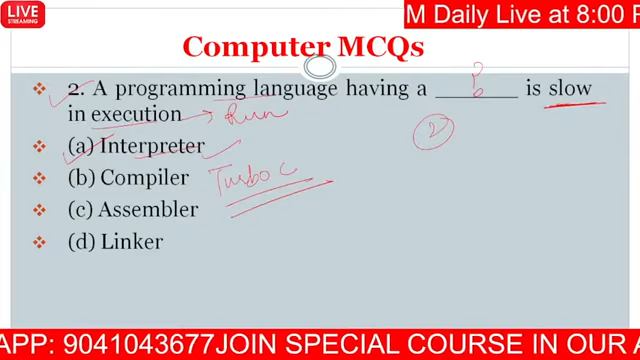 LIVE
STREAMING
M Daily Live at 8:00 P
Computer MCQs
2. A programming language having a ________ is slow
?
in execution → Run
2
(a) Interpreter
(b) Compiler Turbo C
(c) Assembler
(d) Linker
APP: 9041043677JOIN SPECIAL COURSE IN OUR A